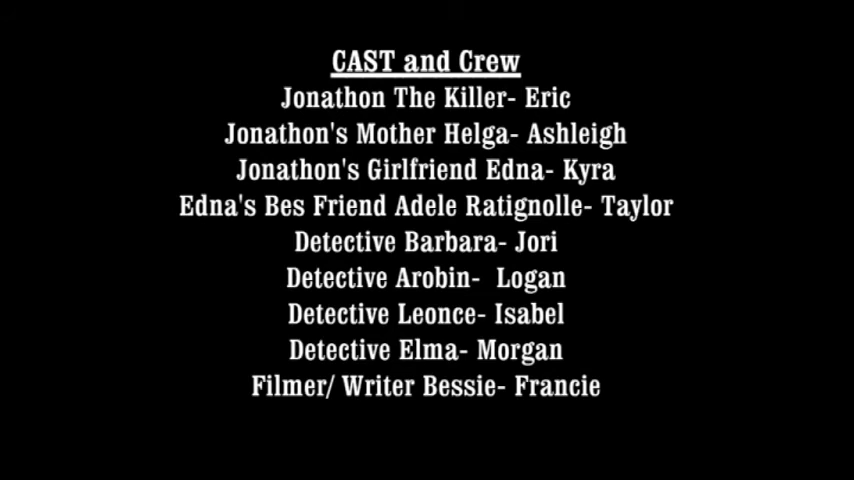 CAST and Crew
Jonathon The Killer- Eric
Jonathon's Mother Helga- Ashleigh
Jonathon's Girlfriend Edna- Kyra
Edna's Bes Friend Adele Ratignolle- Taylor
Detective Barbara- Jori
Detective Arobin-  Logan
Detective Leonce- Isabel
Detective Elma- Morgan
Filmer/ Writer Bessie- Francie